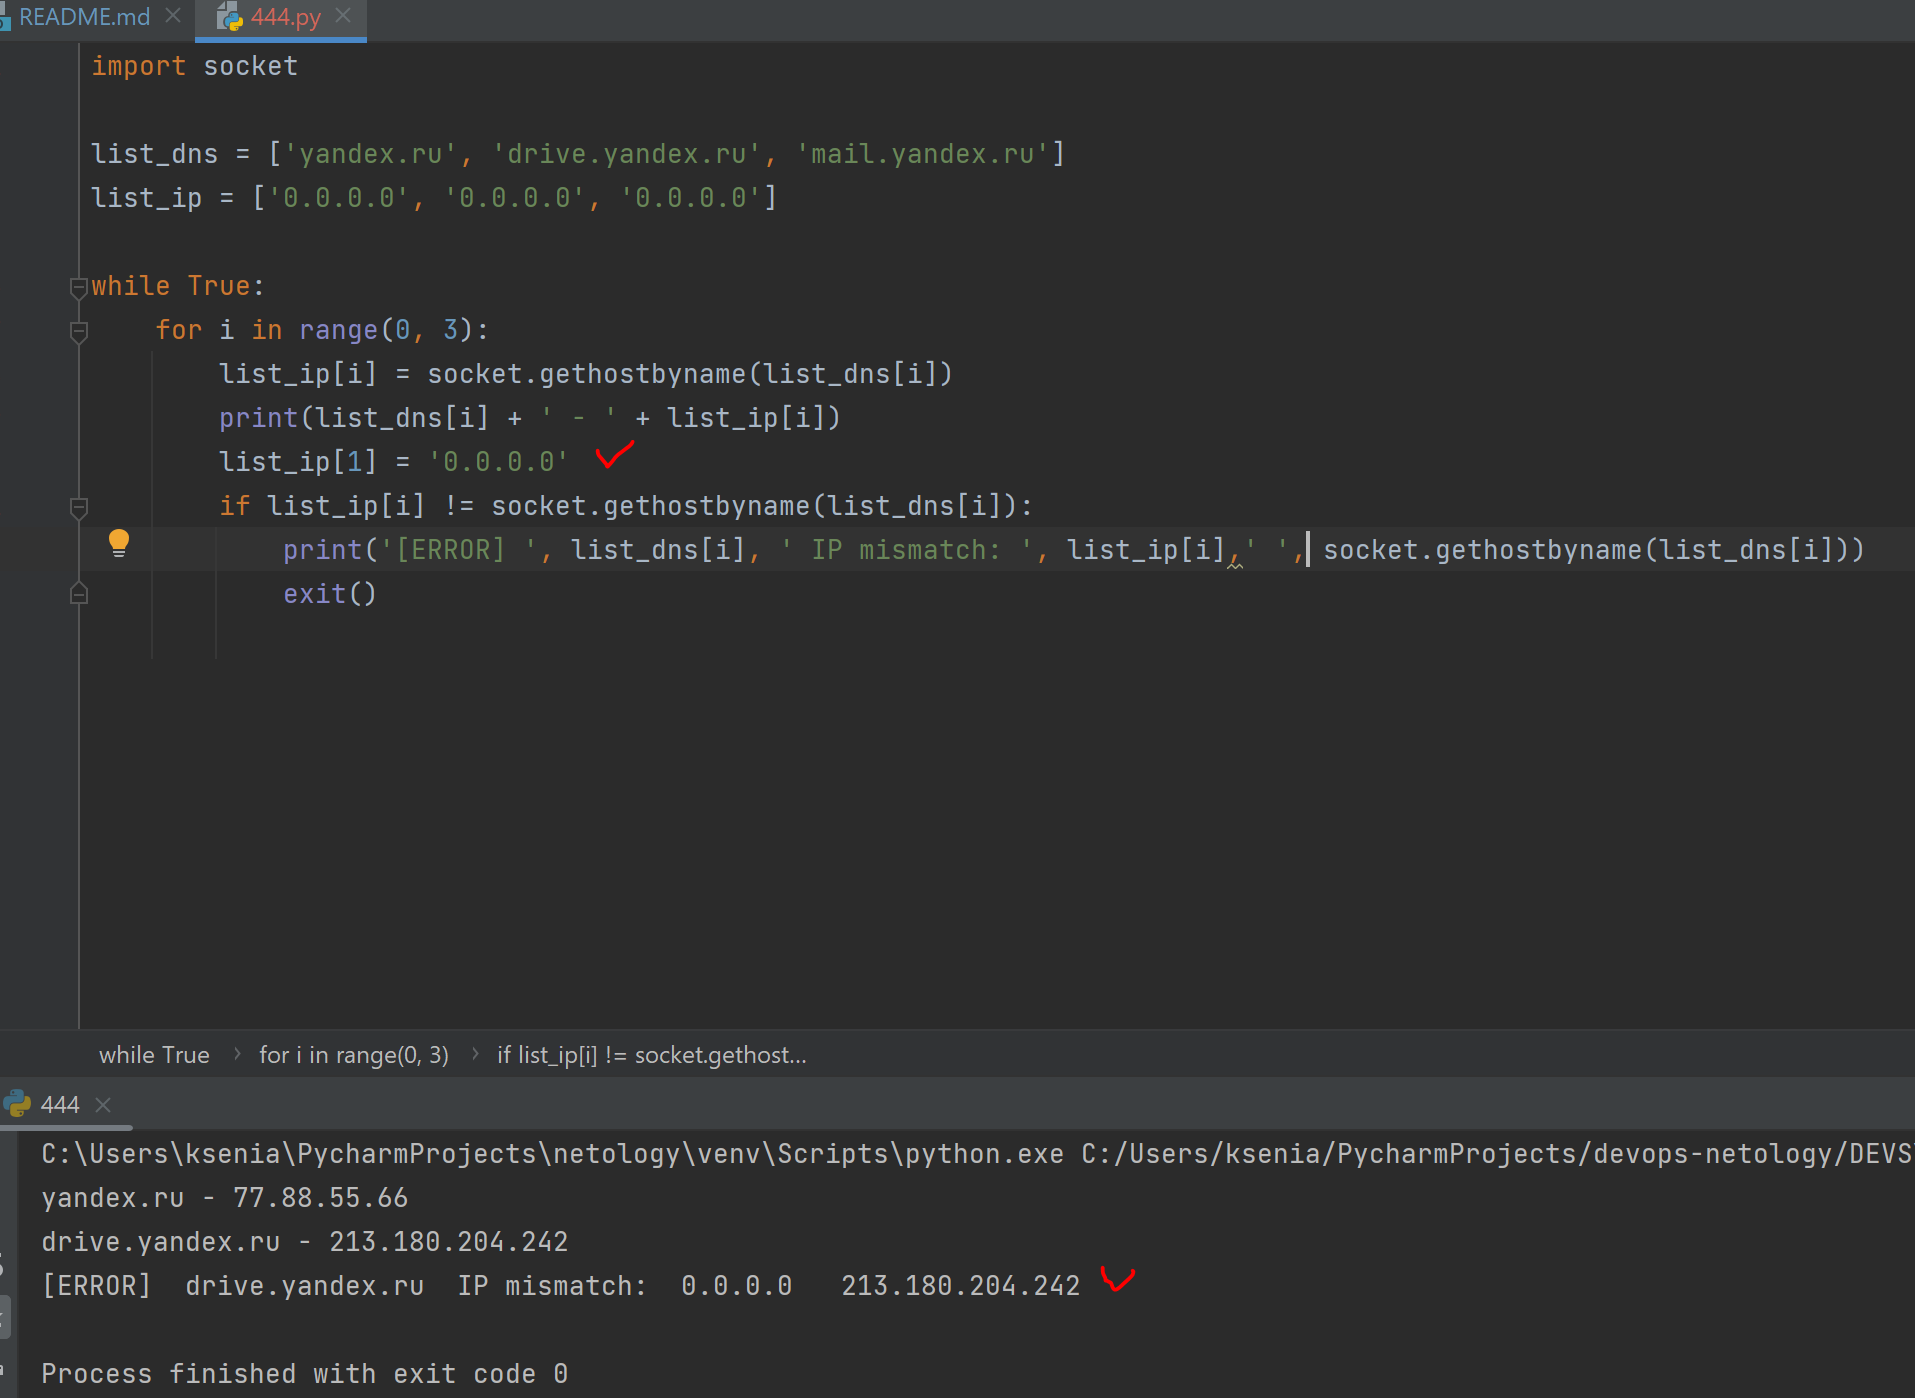 README.md
444.py
import socket
list_dns = ['yandex.ru', 'drive.yandex.ru', 'mail.yandex.ru']
list_ip = ['0.0.0.0', '0.0.0.0', '0.0.0.0']
while True:
    for i in range(0, 3):
        list_ip[i] = socket.gethostbyname(list_dns[i])
        print(list_dns[i] + ' - ' + list_ip[i])
        list_ip[1] = '0.0.0.0'
        if list_ip[i] != socket.gethostbyname(list_dns[i]):
            print('[ERROR] ', list_dns[i], ' IP mismatch: ', list_ip[i],' ', socket.gethostbyname(list_dns[i]))
            exit()
while True › for i in range(0, 3) › if list_ip[i] != socket.gethost...
444
C:\Users\ksenia\PycharmProjects\netology\venv\Scripts\python.exe C:/Users/ksenia/PycharmProjects/devops-netology/DEVS
yandex.ru - 77.88.55.66
drive.yandex.ru - 213.180.204.242
[ERROR]  drive.yandex.ru  IP mismatch:  0.0.0.0   213.180.204.242
Process finished with exit code 0